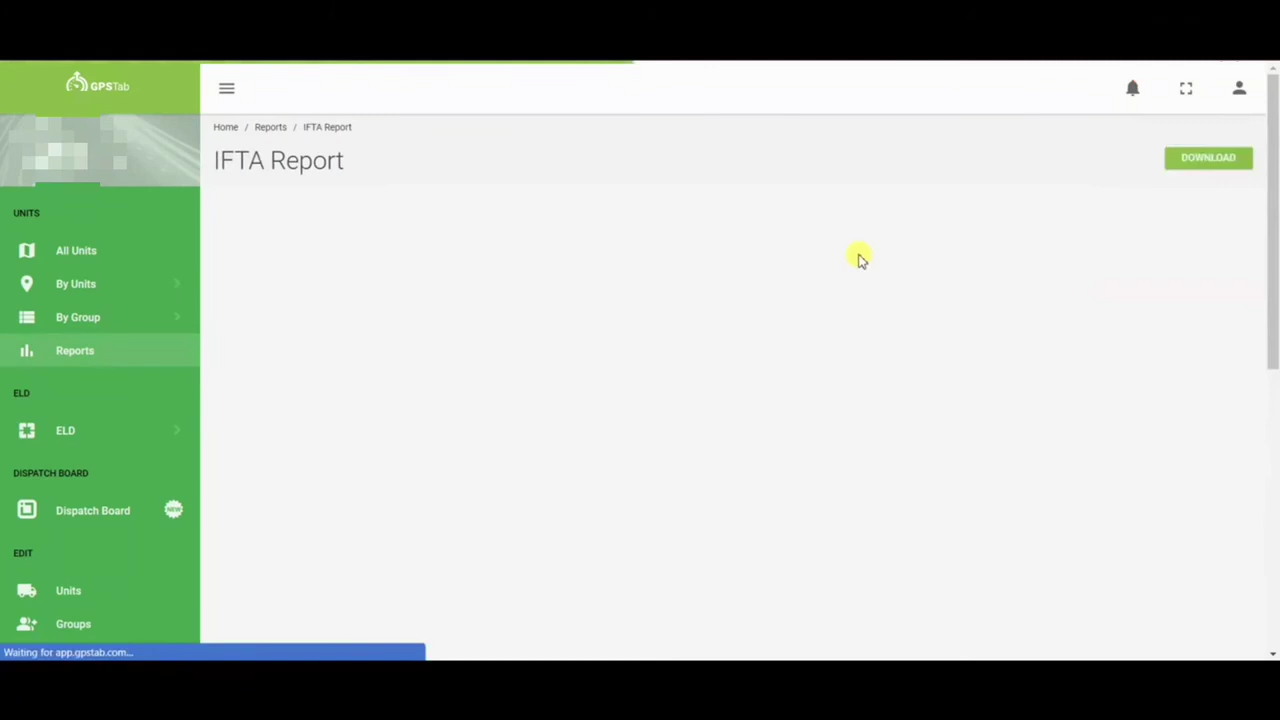 GPSTab
Home / Reports / IFTA Report
IFTA Report
DOWNLOAD
UNITS
All Units
By Units
By Group
Reports
ELD
ELD
DISPATCH BOARD
Dispatch Board
NEW
EDIT
Units
Groups
Waiting for app.gpstab.com...